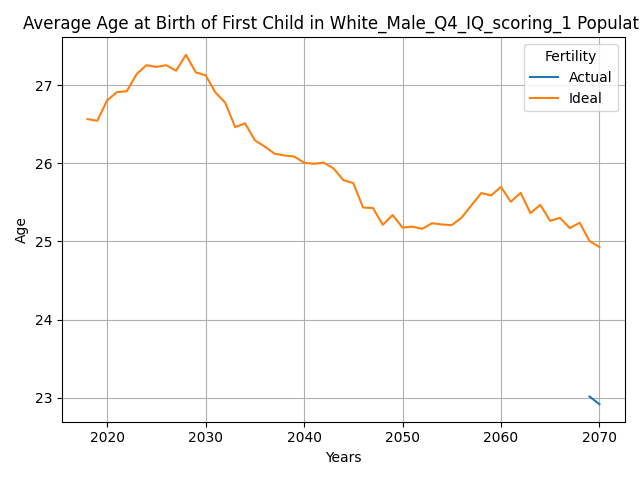 Average Age at Birth of First Child in White_Male_Q4_IQ_scoring_1 Populat
Fertility
Actual
Ideal
27
26
25
24
23
Age
2020 2030 2040 2050 2060 2070
Years